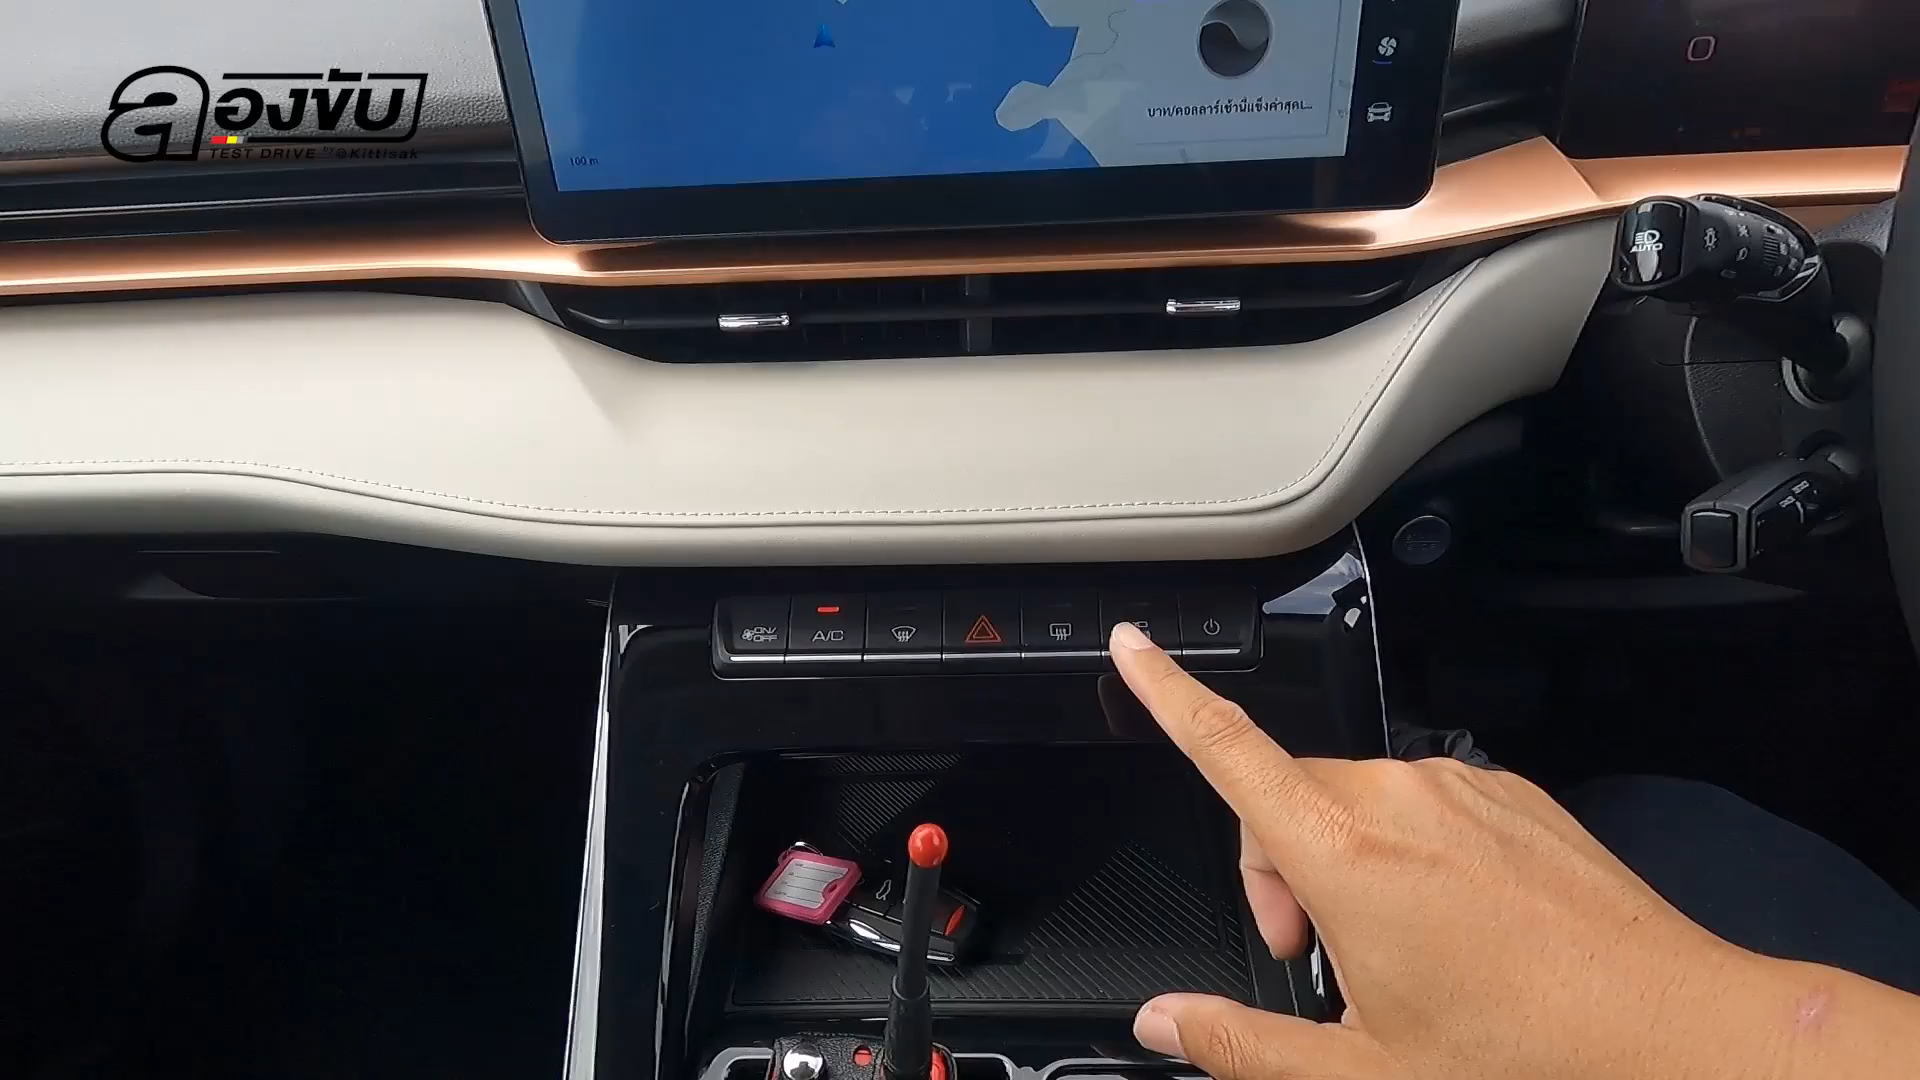 ลองขับ
TEST DRIVE by @Kittisak
100 m
บาท/ดอลลาร์เช้านี้แข็งค่าสุดเ...
AUTO
ON/
OFF
A/C